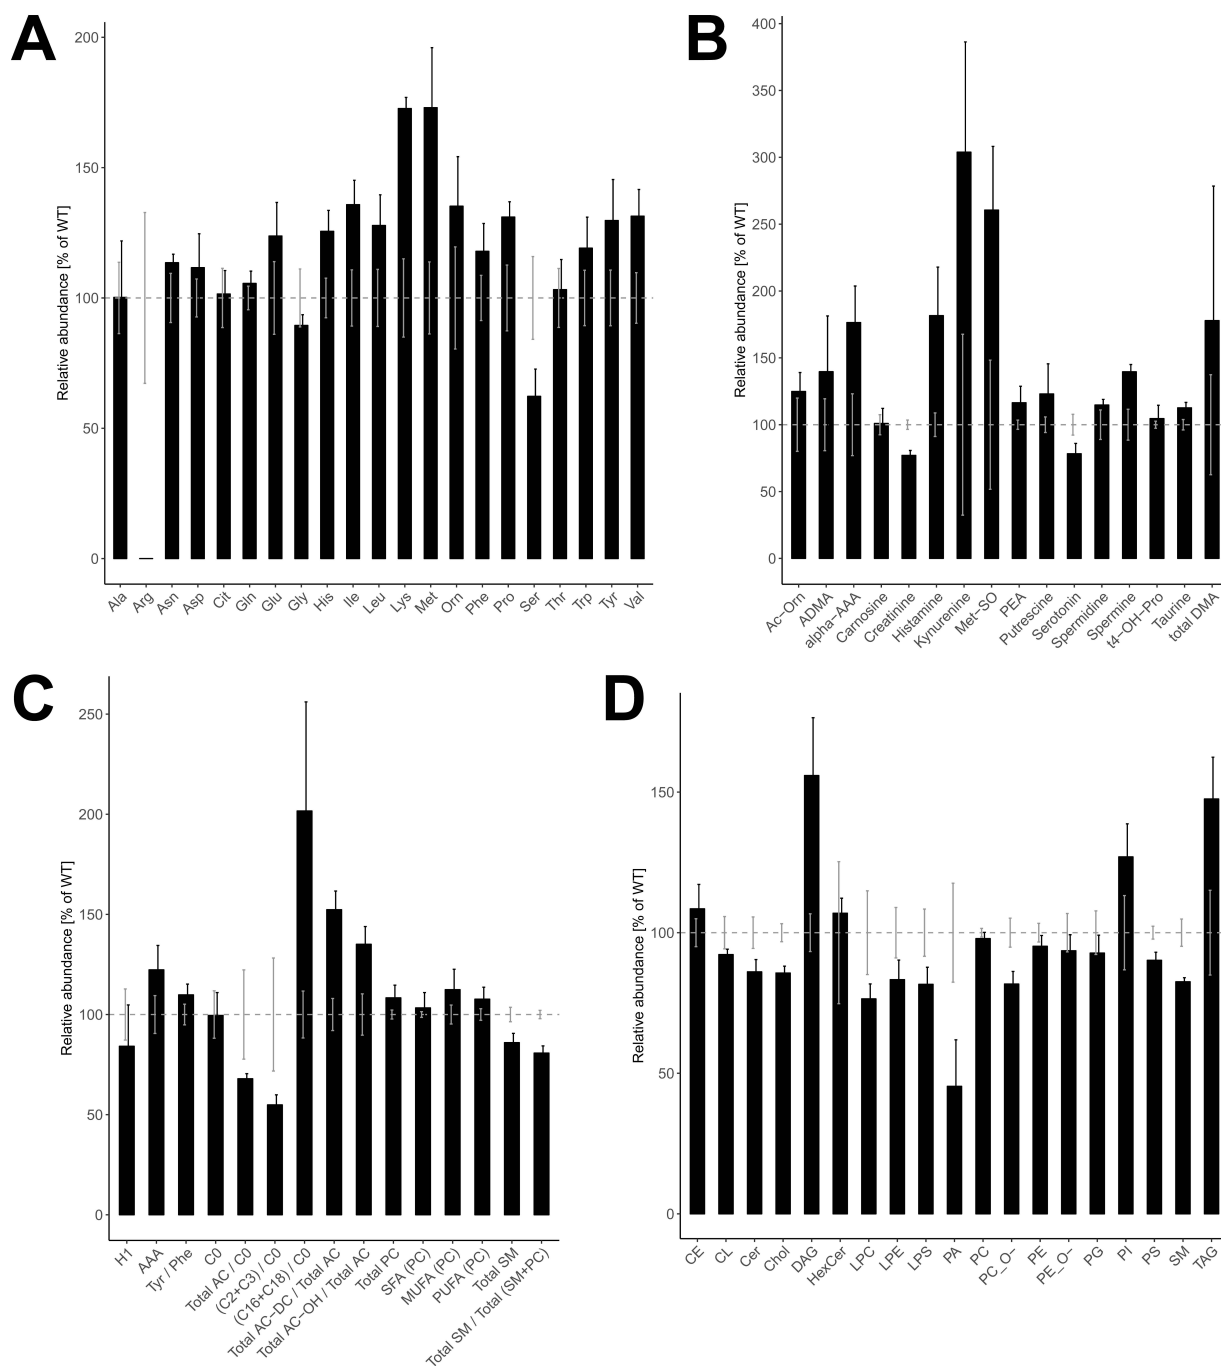 A
Relative abundance [% of WT]
200
150
100
50
0
Ala Arg Asn Asp Cit Gln Glu Gly His Ile Leu Lys Met Orn Phe Pro Ser Thr Trp Tyr Val
B
Relative abundance [% of WT]
400
350
300
250
200
150
100
50
0
Ac−Orn ADMA alpha−AAA Carnosine Creatinine Histamine Kynurenine Met−SO PEA Putrescine Serotonin Spermidine Spermine t4−OH−Pro Taurine total DMA
C
Relative abundance [% of WT]
250
200
150
100
50
0
H1 AAA Tyr / Phe C0 Total AC / C0 (C2+C3) / C0 (C16+C18) / C0 Total AC−DC / Total AC Total AC−OH / Total AC Total PC SFA (PC) MUFA (PC) PUFA (PC) Total SM Total SM / Total (SM+PC)
D
Relative abundance [% of WT]
150
100
50
0
CE CL Cer Chol DAG HexCer LPC LPE LPS PA PC PC_O− PE PE_O− PG PI PS SM TAG